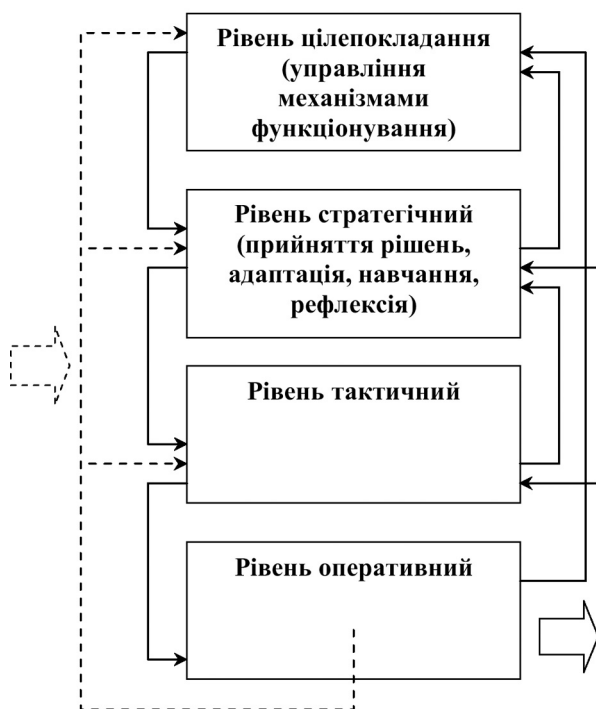 Рівень цілепокладання
(управління
механізмами
функціонування)
Рівень стратегічний
(прийняття рішень,
адаптація, навчання,
рефлексія)
Рівень тактичний
Рівень оперативний